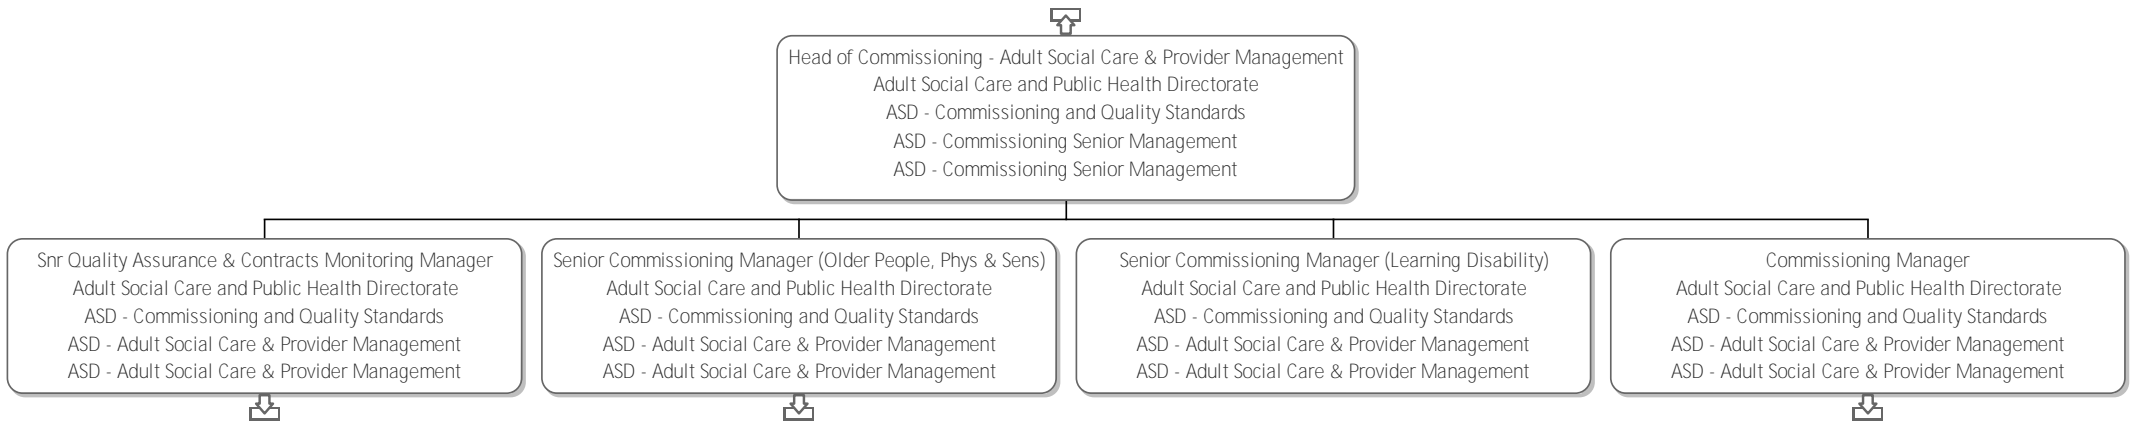 Head of Commissioning - Adult Social Care & Provider Management
Adult Social Care and Public Health Directorate
ASD - Commissioning and Quality Standards
ASD - Commissioning Senior Management
ASD - Commissioning Senior Management
Snr Quality Assurance & Contracts Monitoring Manager
Adult Social Care and Public Health Directorate
ASD - Commissioning and Quality Standards
ASD - Adult Social Care & Provider Management
ASD - Adult Social Care & Provider Management
Senior Commissioning Manager (Older People, Phys & Sens)
Adult Social Care and Public Health Directorate
ASD - Commissioning and Quality Standards
ASD - Adult Social Care & Provider Management
ASD - Adult Social Care & Provider Management
Senior Commissioning Manager (Learning Disability)
Adult Social Care and Public Health Directorate
ASD - Commissioning and Quality Standards
ASD - Adult Social Care & Provider Management
ASD - Adult Social Care & Provider Management
Commissioning Manager
Adult Social Care and Public Health Directorate
ASD - Commissioning and Quality Standards
ASD - Adult Social Care & Provider Management
ASD - Adult Social Care & Provider Management